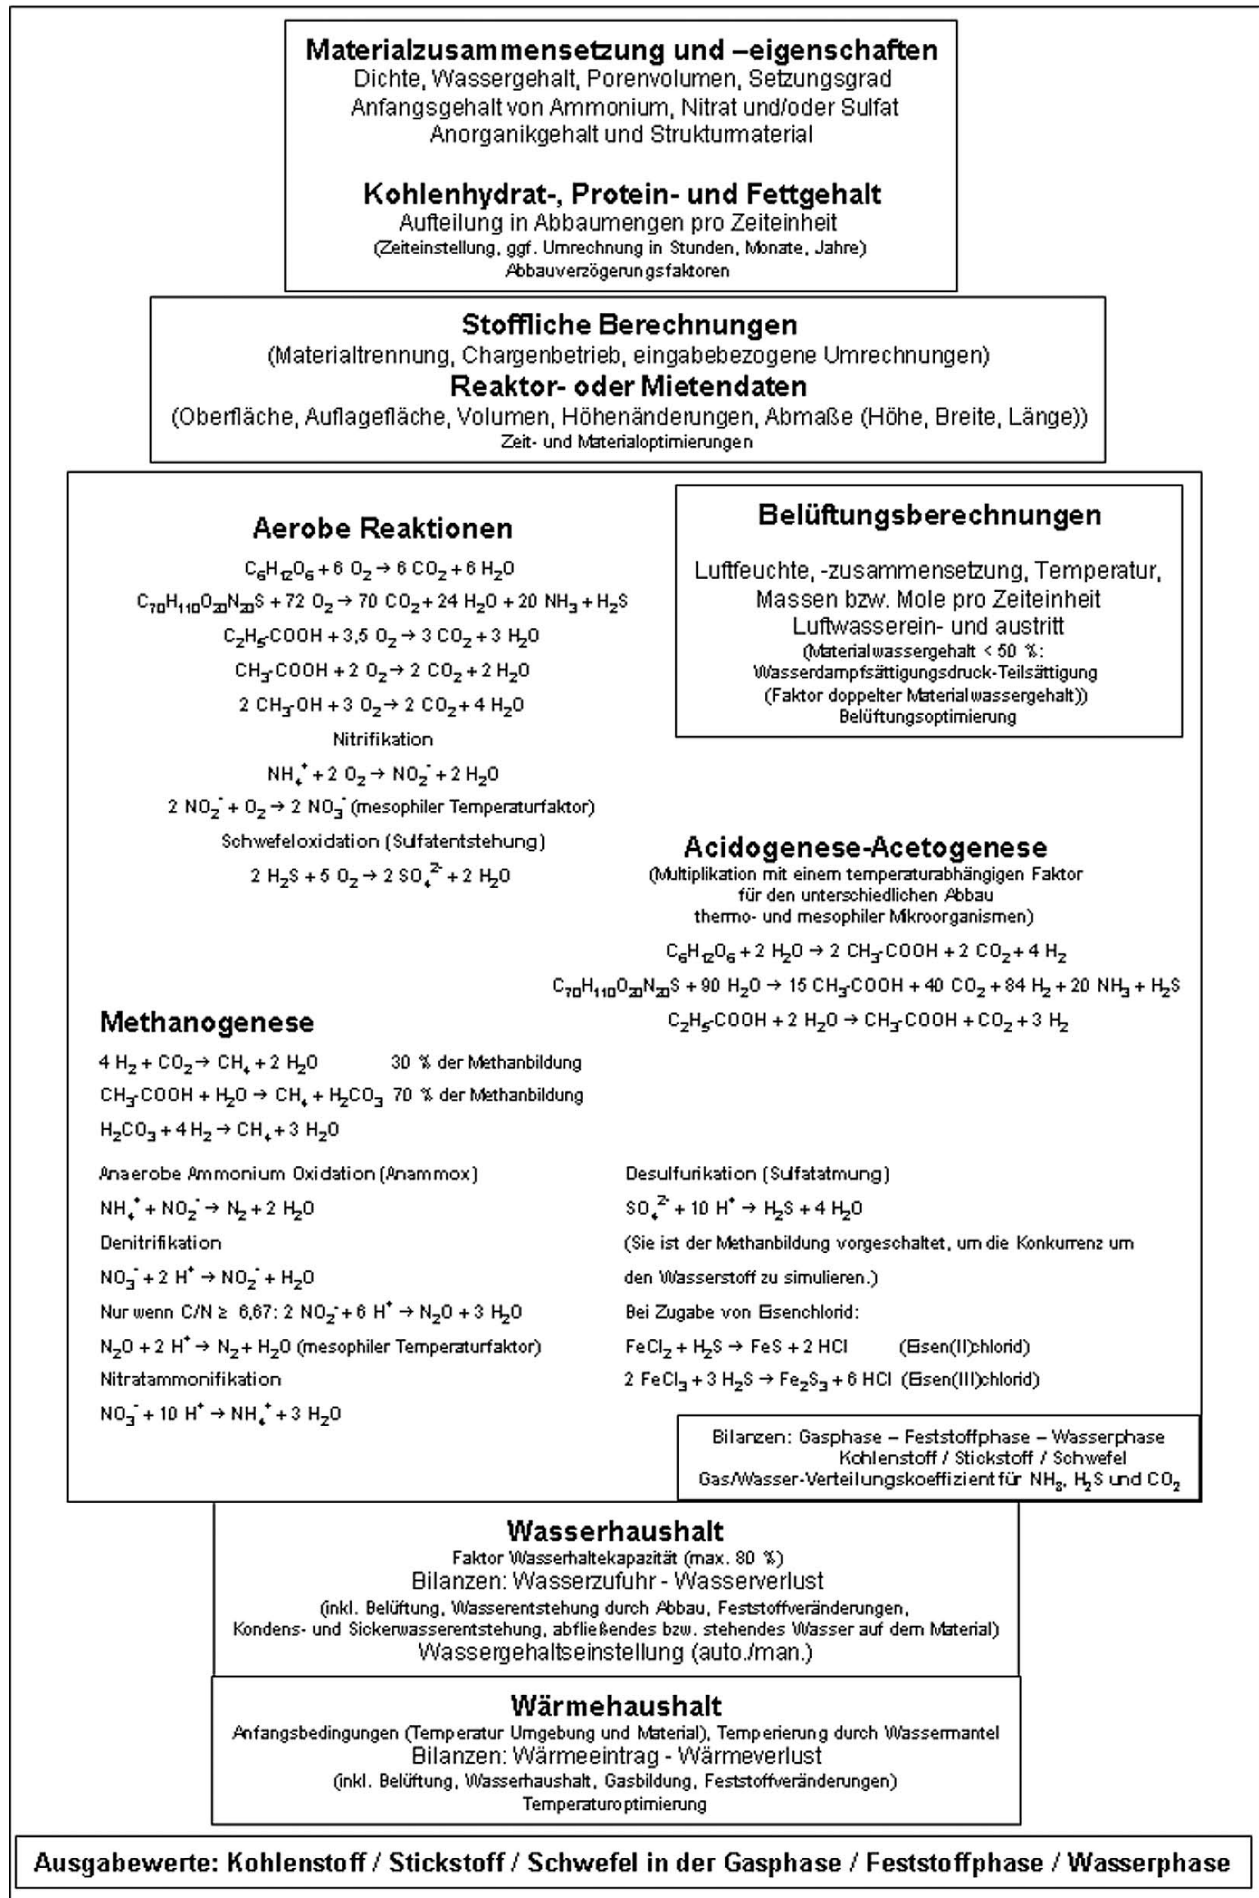 Materialzusammensetzung und –eigenschaften
Dichte, Wassergehalt, Porenvolumen, Setzungsgrad
Anfangsgehalt von Ammonium, Nitrat und/oder Sulfat
Anorganikgehalt und Strukturmaterial
Kohlenhydrat-, Protein- und Fettgehalt
Aufteilung in Abbaumengen pro Zeiteinheit
(Zeiteinstellung, ggf. Umrechnung in Stunden, Monate, Jahre)
Abbauverzögerungsfaktoren
Stoffliche Berechnungen
(Materialtrennung, Chargenbetrieb, eingabebezogene Umrechnungen)
Reaktor- oder Mietendaten
(Oberfläche, Auflagefläche, Volumen, Höhenänderungen, Abmaße (Höhe, Breite, Länge))
Zeit- und Materialoptimierungen
Aerobe Reaktionen
C₆H₁₂O₆ + 6 O₂ → 6 CO₂ + 6 H₂O
C₇₀H₁₁₀O₂₀N₂₀S + 72 O₂ → 70 CO₂ + 24 H₂O + 20 NH₃ + H₂S
C₂H₅-COOH + 3,5 O₂ → 3 CO₂ + 3 H₂O
CH₃-COOH + 2 O₂ → 2 CO₂ + 2 H₂O
2 CH₃-OH + 3 O₂ → 2 CO₂ + 4 H₂O
Nitrifikation
NH₄⁺ + 2 O₂ → NO₂⁻ + 2 H₂O
2 NO₂⁻ + O₂ → 2 NO₃⁻ (mesophiler Temperaturfaktor)
Schwefeloxidation (Sulfatentstehung)
2 H₂S + 5 O₂ → 2 SO₄²⁻ + 2 H₂O
Belüftungsberechnungen
Luftfeuchte, -zusammensetzung, Temperatur,
Massen bzw. Mole pro Zeiteinheit
Luftwasserein- und austritt
(Materialwassergehalt < 50 %:
Wasserdampfsättigungsdruck-Teilsättigung
(Faktor doppelter Materialwassergehalt))
Belüftungsoptimierung
Acidogenese-Acetogenese
(Multiplikation mit einem temperaturabhängigen Faktor
für den unterschiedlichen Abbau
thermo- und mesophiler Mikroorganismen)
C₆H₁₂O₆ + 2 H₂O → 2 CH₃-COOH + 2 CO₂ + 4 H₂
C₇₀H₁₁₀O₂₀N₂₀S + 90 H₂O → 15 CH₃-COOH + 40 CO₂ + 84 H₂ + 20 NH₃ + H₂S
C₂H₅-COOH + 2 H₂O → CH₃-COOH + CO₂ + 3 H₂
Methanogenese
4 H₂ + CO₂ → CH₄ + 2 H₂O 30 % der Methanbildung
CH₃-COOH + H₂O → CH₄ + H₂CO₃ 70 % der Methanbildung
H₂CO₃ + 4 H₂ → CH₄ + 3 H₂O
Anaerobe Ammonium Oxidation (Anammox)
NH₄⁺ + NO₂⁻ → N₂ + 2 H₂O
Denitrifikation
NO₃⁻ + 2 H⁺ → NO₂⁻ + H₂O
Nur wenn C/N ≥ 6,67: 2 NO₂⁻ + 6 H⁺ → N₂O + 3 H₂O
N₂O + 2 H⁺ → N₂ + H₂O (mesophiler Temperaturfaktor)
Nitratammonifikation
NO₃⁻ + 10 H⁺ → NH₄⁺ + 3 H₂O
Desulfurikation (Sulfatatmung)
SO₄²⁻ + 10 H⁺ → H₂S + 4 H₂O
(Sie ist der Methanbildung vorgeschaltet, um die Konkurrenz um
den Wasserstoff zu simulieren.)
Bei Zugabe von Eisenchlorid:
FeCl₂ + H₂S → FeS + 2 HCl (Eisen(II)chlorid)
2 FeCl₃ + 3 H₂S → Fe₂S₃ + 6 HCl (Eisen(III)chlorid)
Bilanzen: Gasphase – Feststoffphase – Wasserphase
Kohlenstoff / Stickstoff / Schwefel
Gas/Wasser-Verteilungskoeffizient für NH₃, H₂S und CO₂
Wasserhaushalt
Faktor Wasserhaltekapazität (max. 80 %)
Bilanzen: Wasserzufuhr - Wasserverlust
(inkl. Belüftung, Wasserentstehung durch Abbau, Feststoffveränderungen,
Kondens- und Sickerwasserentstehung, abfließendes bzw. stehendes Wasser auf dem Material)
Wassergehaltseinstellung (auto./man.)
Wärmehaushalt
Anfangsbedingungen (Temperatur Umgebung und Material), Temperierung durch Wassermantel
Bilanzen: Wärmeeintrag - Wärmeverlust
(inkl. Belüftung, Wasserhaushalt, Gasbildung, Feststoffveränderungen)
Temperaturoptimierung
Ausgabewerte: Kohlenstoff / Stickstoff / Schwefel in der Gasphase / Feststoffphase / Wasserphase